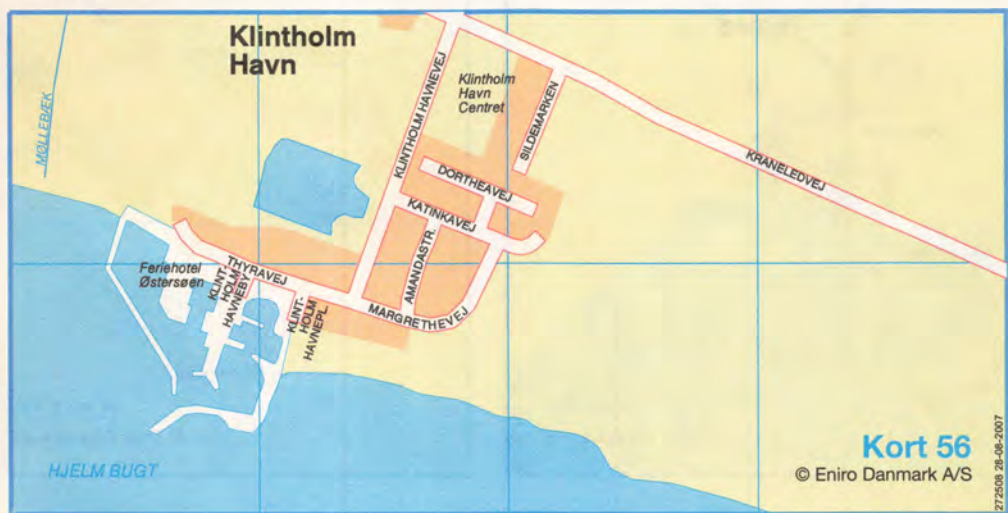 Klintholm
Havn
MØLLEBÆK
Klintholm
Havn
Centret
KLINTHOLM HAVNEVEJ
SILDEMARKEN
KRANELEDVEJ
DORTHEAVEJ
KATINKAVEJ
AMANDASTR.
THYRAVEJ
MARGRETHEVEJ
Feriehotel
Østersøen
KLINT-
HOLM
HAVNEBY
KLINT-
HOLM
HAVNEPL.
HJELM BUGT
Kort 56
© Eniro Danmark A/S
272508 28-08-2007